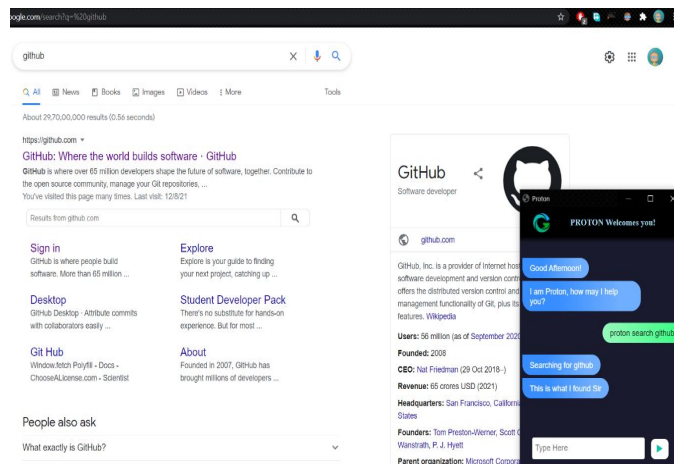 oogle.com/search?q=%20github
github
All News Books Images Videos More Tools
About 29,70,00,000 results (0.56 seconds)
https://github.com
GitHub: Where the world builds software · GitHub
GitHub is where over 65 million developers shape the future of software, together. Contribute to
the open source community, manage your Git repositories, ...
You've visited this page many times. Last visit: 12/8/21
Results from github.com
Sign in
GitHub is where people build
software. More than 65 million ...
Explore
Explore is your guide to finding
your next project, catching up ...
Desktop
GitHub Desktop · Attribute commits
with collaborators easily ...
Student Developer Pack
There's no substitute for hands-on
experience. But for most ...
Git Hub
Window.fetch Polyfill - Docs -
ChooseALicense.com - Scientist
About
Founded in 2007, GitHub has
brought millions of developers ...
People also ask
What exactly is GitHub?
GitHub
Software developer
github.com
GitHub, Inc. is a provider of Internet host
software development and version contr
offers the distributed version control and
management functionality of Git, plus its
features. Wikipedia
Users: 56 million (as of September 2020
Founded: 2008
CEO: Nat Friedman (29 Oct 2018–)
Revenue: 65 crores USD (2021)
Headquarters: San Francisco, California
States
Founders: Tom Preston-Werner, Scott C
Wanstrath, P. J. Hyett
Parent organization: Microsoft Corpora
Proton
PROTON Welcomes you!
Good Afternoon!
I am Proton, how may I help
you?
proton search github
Searching for github
This is what I found Sir
Type Here